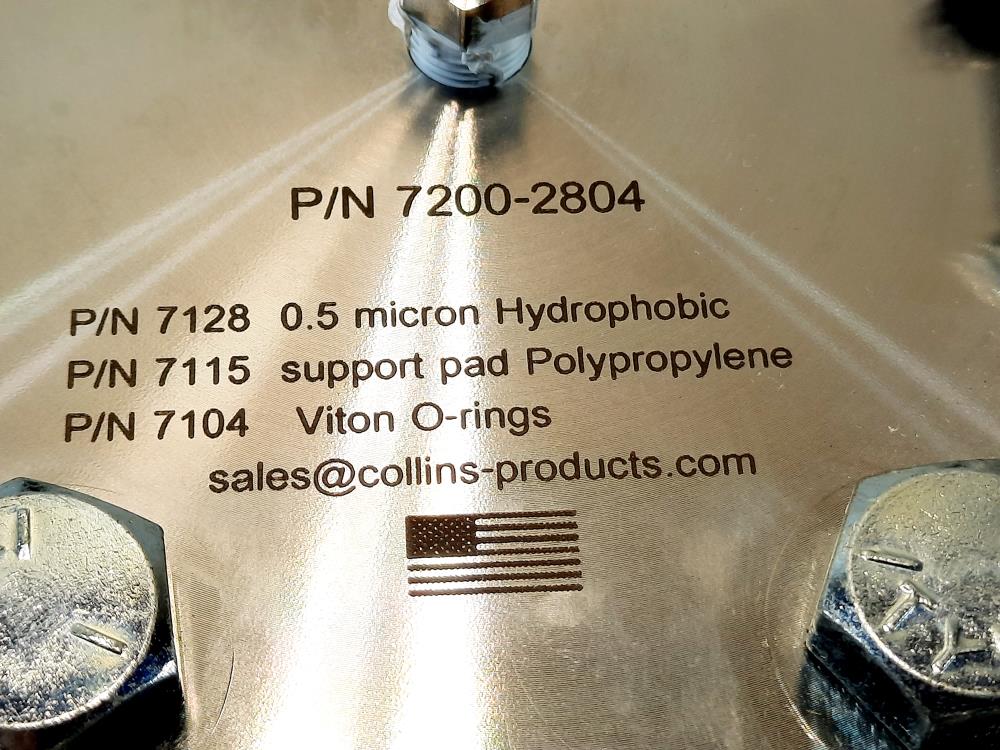 P/N 7200-2804
P/N 7128 0.5 micron Hydrophobic
P/N 7115 support pad Polypropylene
P/N 7104 Viton O-rings
sales@collins-products.com